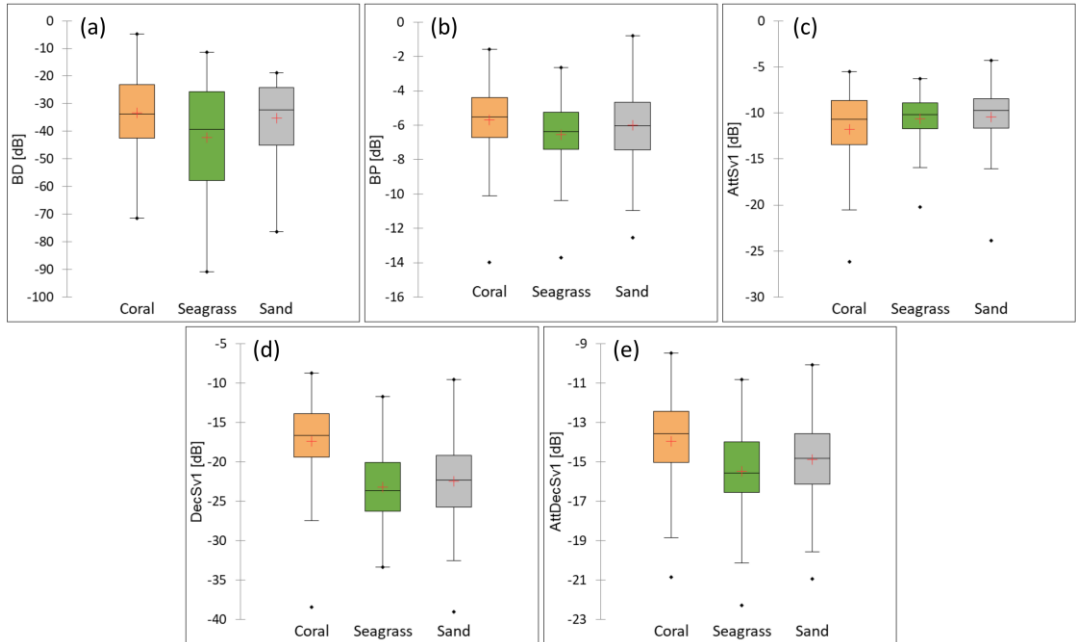 (a)
BD [dB]
0
-10
-20
-30
-40
-50
-60
-70
-80
-90
-100
Coral Seagrass Sand
(b)
BP [dB]
0
-2
-4
-6
-8
-10
-12
-14
-16
Coral Seagrass Sand
(c)
AttSv1 [dB]
0
-5
-10
-15
-20
-25
-30
Coral Seagrass Sand
(d)
DecSv1 [dB]
-5
-10
-15
-20
-25
-30
-35
-40
Coral Seagrass Sand
(e)
AttDecSv1 [dB]
-9
-11
-13
-15
-17
-19
-21
-23
Coral Seagrass Sand